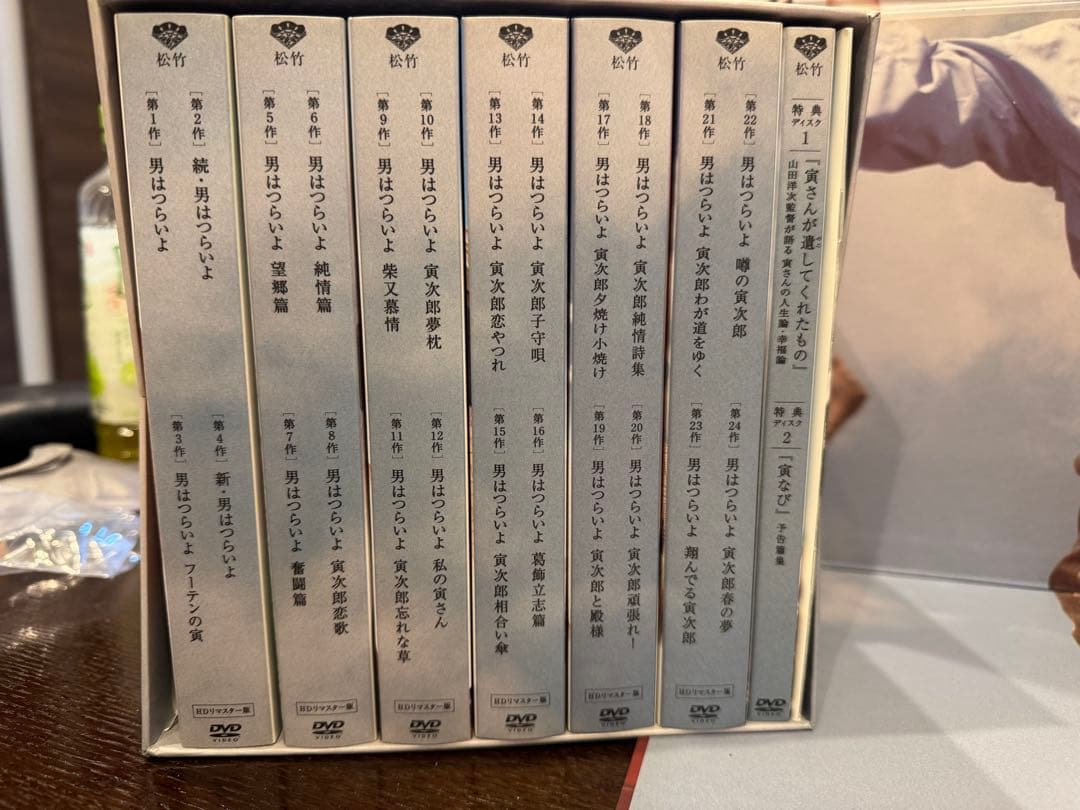 松竹
[第1作] 男はつらいよ
[第2作] 続・男はつらいよ
[第3作] 男はつらいよ フーテンの寅
[第4作] 新・男はつらいよ
HDリマスター版
DVD
VIDEO
松竹
[第5作] 男はつらいよ 望郷篇
[第6作] 男はつらいよ 純情篇
[第7作] 男はつらいよ 奮闘篇
[第8作] 男はつらいよ 寅次郎恋歌
HDリマスター版
DVD
VIDEO
松竹
[第9作] 男はつらいよ 柴又慕情
[第10作] 男はつらいよ 寅次郎夢枕
[第11作] 男はつらいよ 寅次郎忘れな草
[第12作] 男はつらいよ 私の寅さん
HDリマスター版
DVD
VIDEO
松竹
[第13作] 男はつらいよ 寅次郎恋やつれ
[第14作] 男はつらいよ 寅次郎子守唄
[第15作] 男はつらいよ 寅次郎相合い傘
[第16作] 男はつらいよ 葛飾立志篇
HDリマスター版
DVD
VIDEO
松竹
[第17作] 男はつらいよ 寅次郎夕焼け小焼け
[第18作] 男はつらいよ 寅次郎純情詩集
[第19作] 男はつらいよ 寅次郎と殿様
[第20作] 男はつらいよ 寅次郎頑張れ!
HDリマスター版
DVD
VIDEO
松竹
[第21作] 男はつらいよ 寅次郎わが道をゆく
[第22作] 男はつらいよ 噂の寅次郎
[第23作] 男はつらいよ 翔んでる寅次郎
[第24作] 男はつらいよ 寅次郎春の夢
HDリマスター版
DVD
VIDEO
松竹
特典
ディスク
1
『寅さんが遺してくれたもの』
山田洋次監督が語る 寅さんの人生論・幸福論
特典
ディスク
2
『寅なび』 予告篇集
DVD
VIDEO